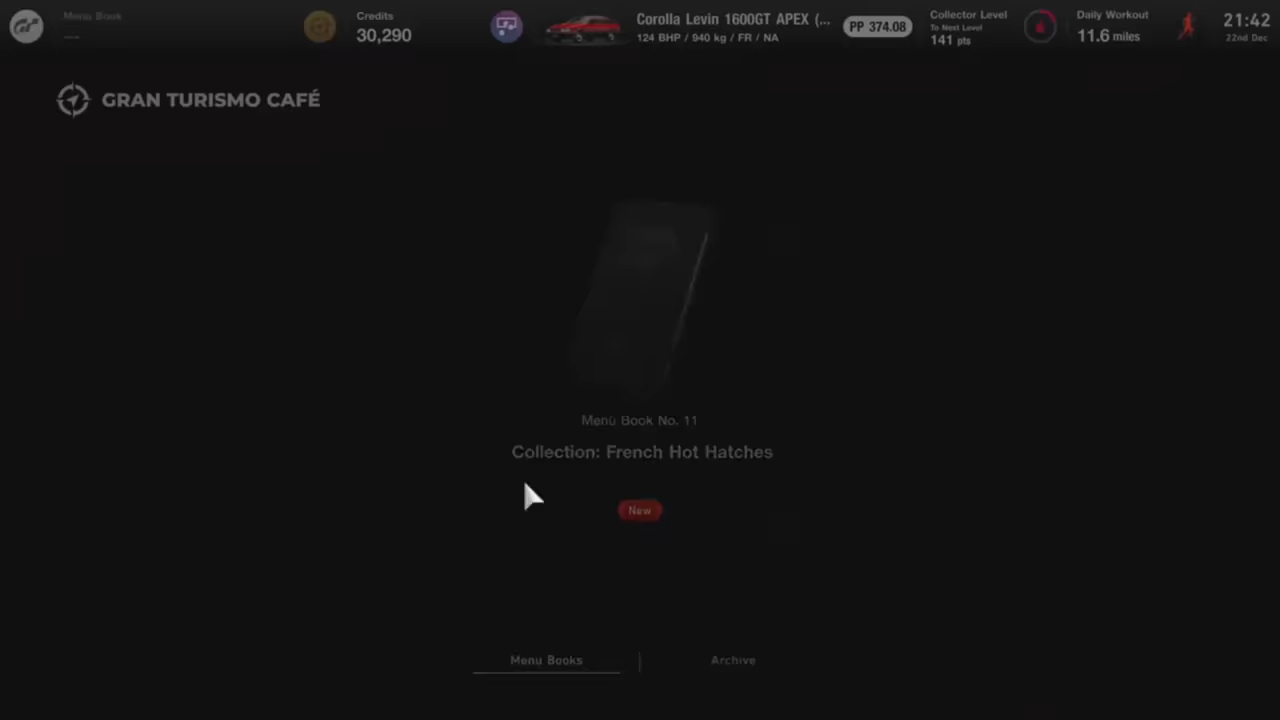 Menu Book
Credits
30,290
Corolla Levin 1600GT APEX (...
124 BHP / 940 kg / FR / NA
PP 374.08
Collector Level
To Next Level
141 pts
Daily Workout
11.6 miles
21:42
22nd Dec
GRAN TURISMO CAFÉ
Menu Book No. 11
Collection: French Hot Hatches
New
Menu Books
Archive